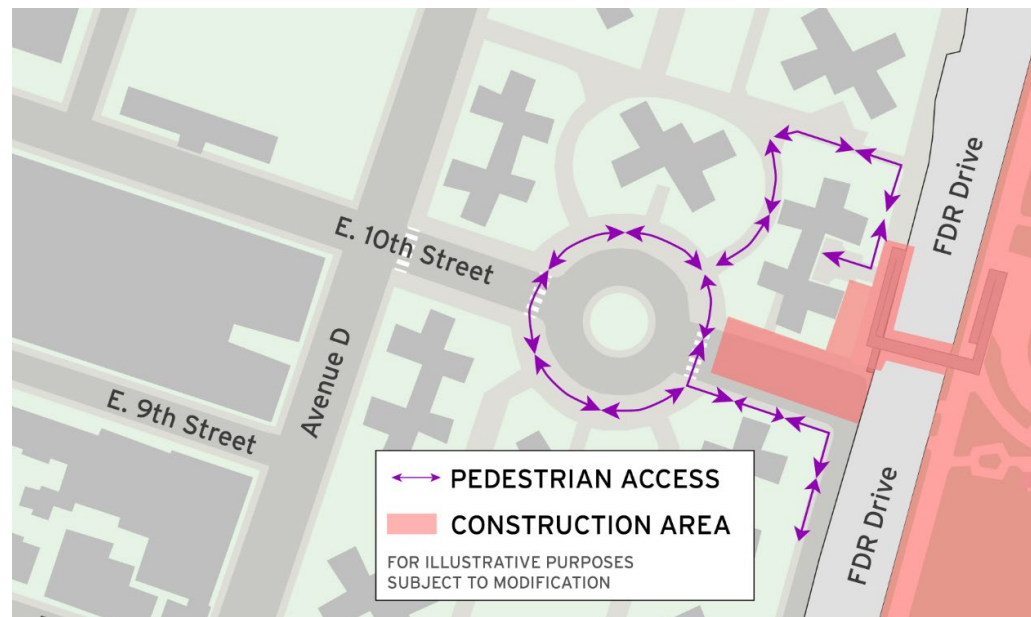 FDR Drive
E. 10th Street
Avenue D
E. 9th Street
FDR Drive
PEDESTRIAN ACCESS
CONSTRUCTION AREA
FOR ILLUSTRATIVE PURPOSES
SUBJECT TO MODIFICATION